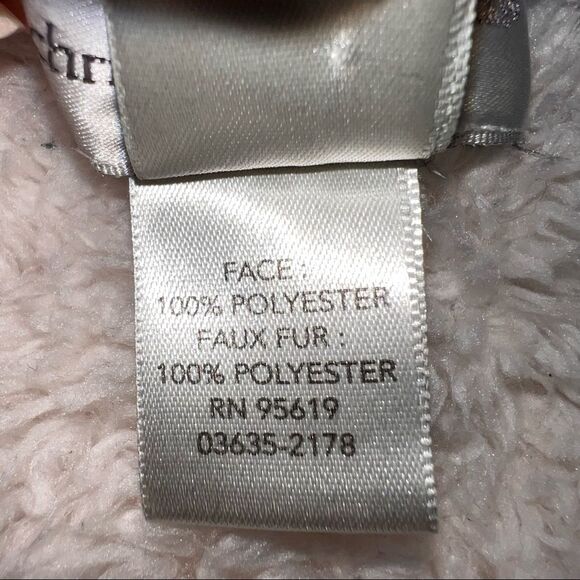 FACE :
100% POLYESTER
FAUX FUR :
100% POLYESTER
RN 95619
03635-2178